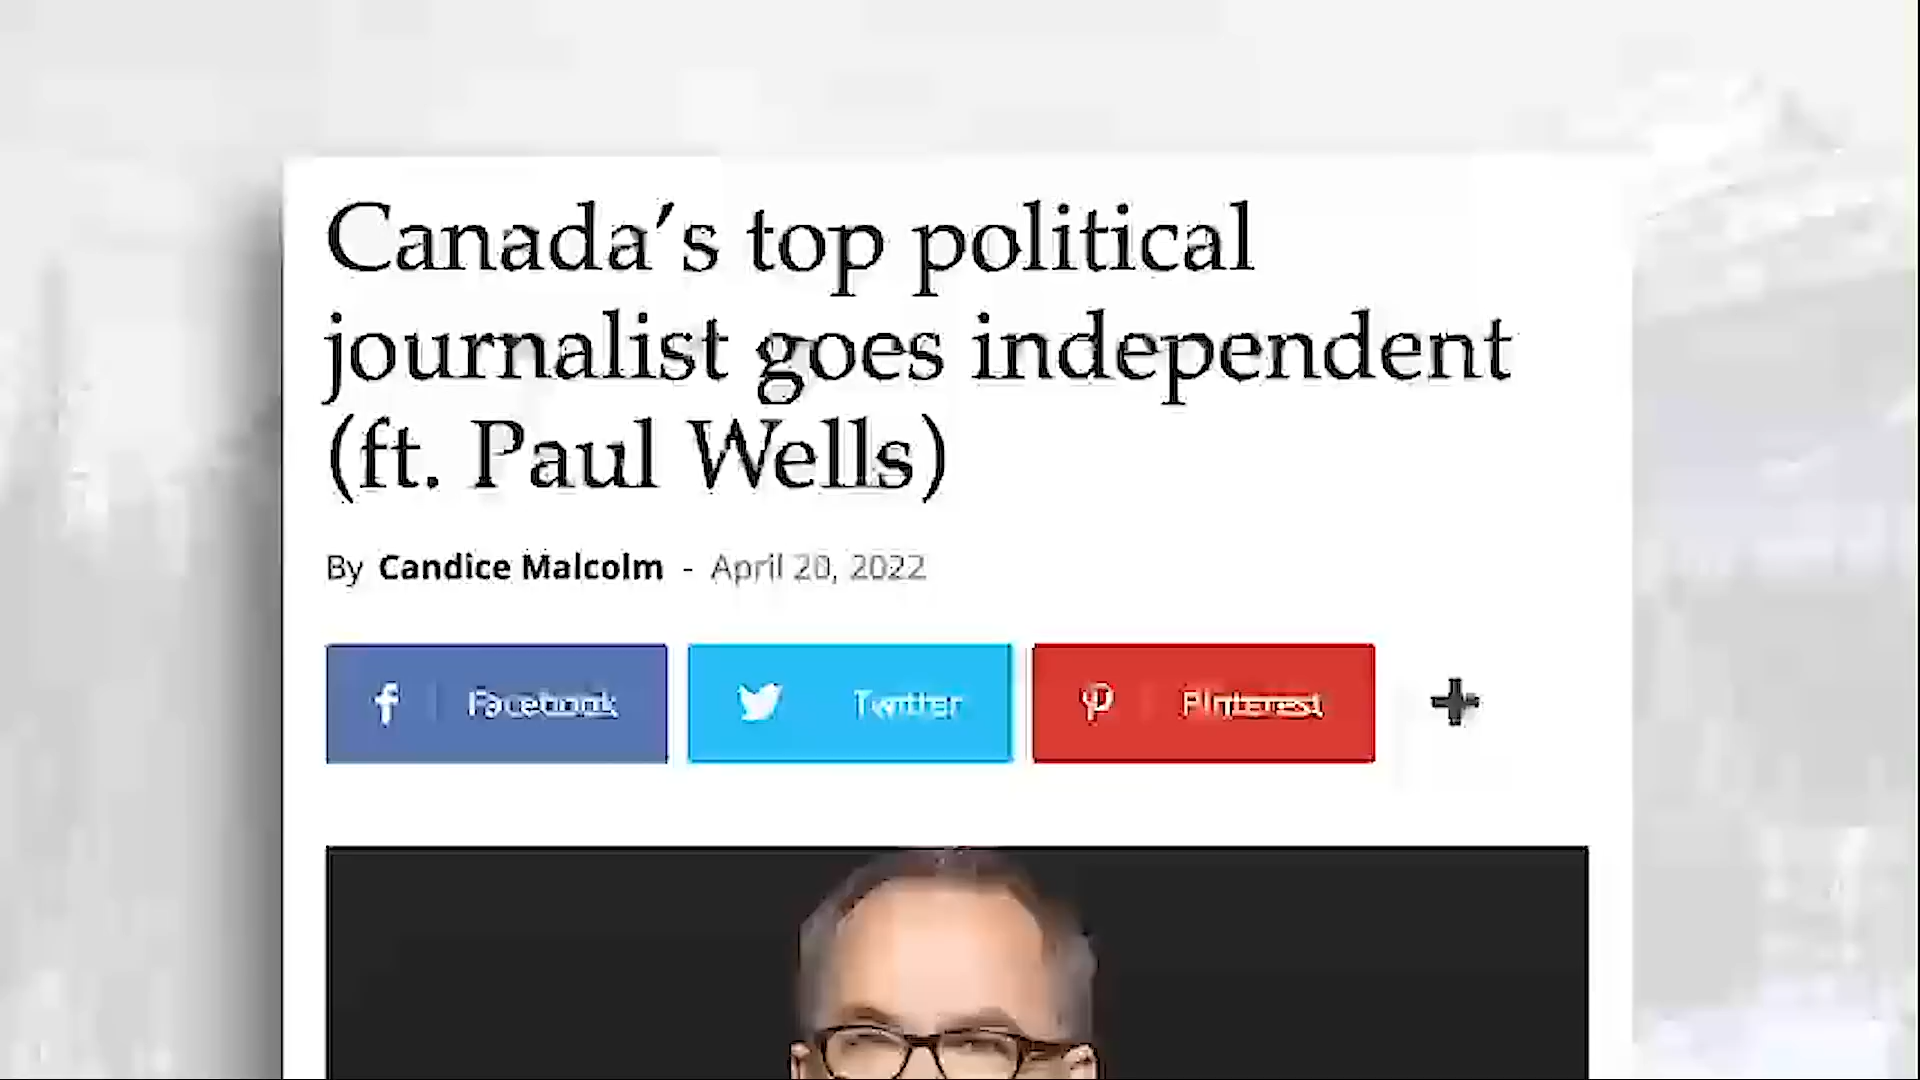 Canada's top political
journalist goes independent
(ft. Paul Wells)
By Candice Malcolm - April 20, 2022
Facebook Twitter Pinterest